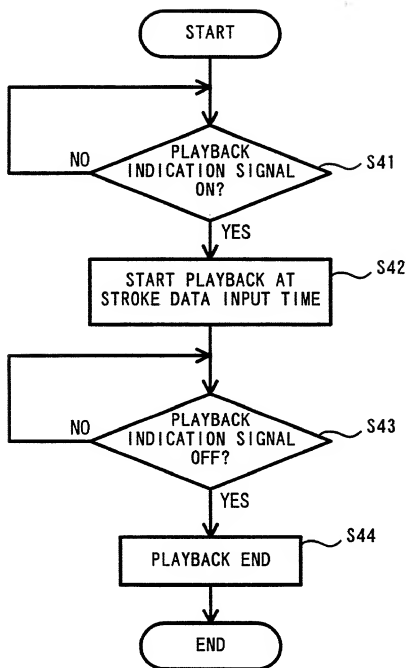 START
PLAYBACK
INDICATION SIGNAL
ON?
S41
NO
YES
START PLAYBACK AT
STROKE DATA INPUT TIME
S42
PLAYBACK
INDICATION SIGNAL
OFF?
S43
NO
YES
PLAYBACK END
S44
END